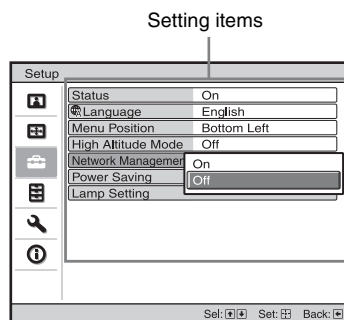 Setting items
Setup
Status On
Language English
Menu Position Bottom Left
High Altitude Mode Off
Network Managemen On
Power Saving Off
Lamp Setting
Sel: Set: Back: